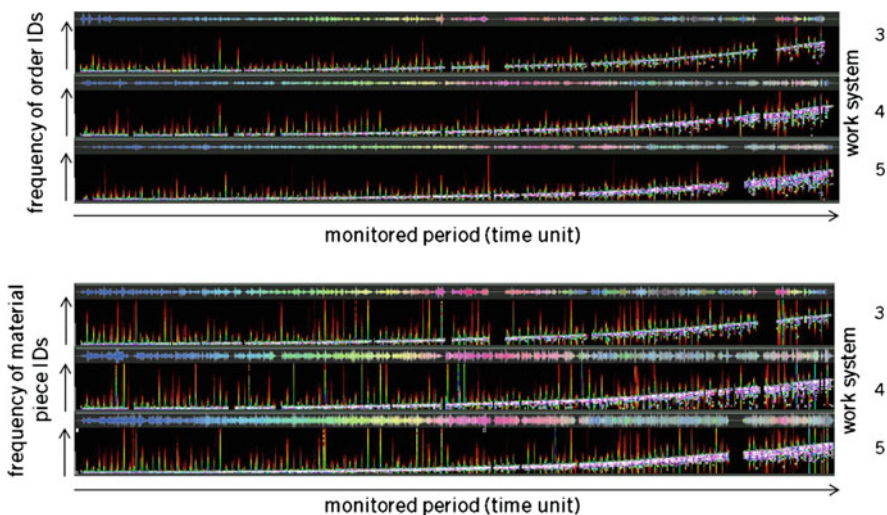 frequency of order IDs
3
4
5
work system
monitored period (time unit)
frequency of material
piece IDs
3
4
5
work system
monitored period (time unit)